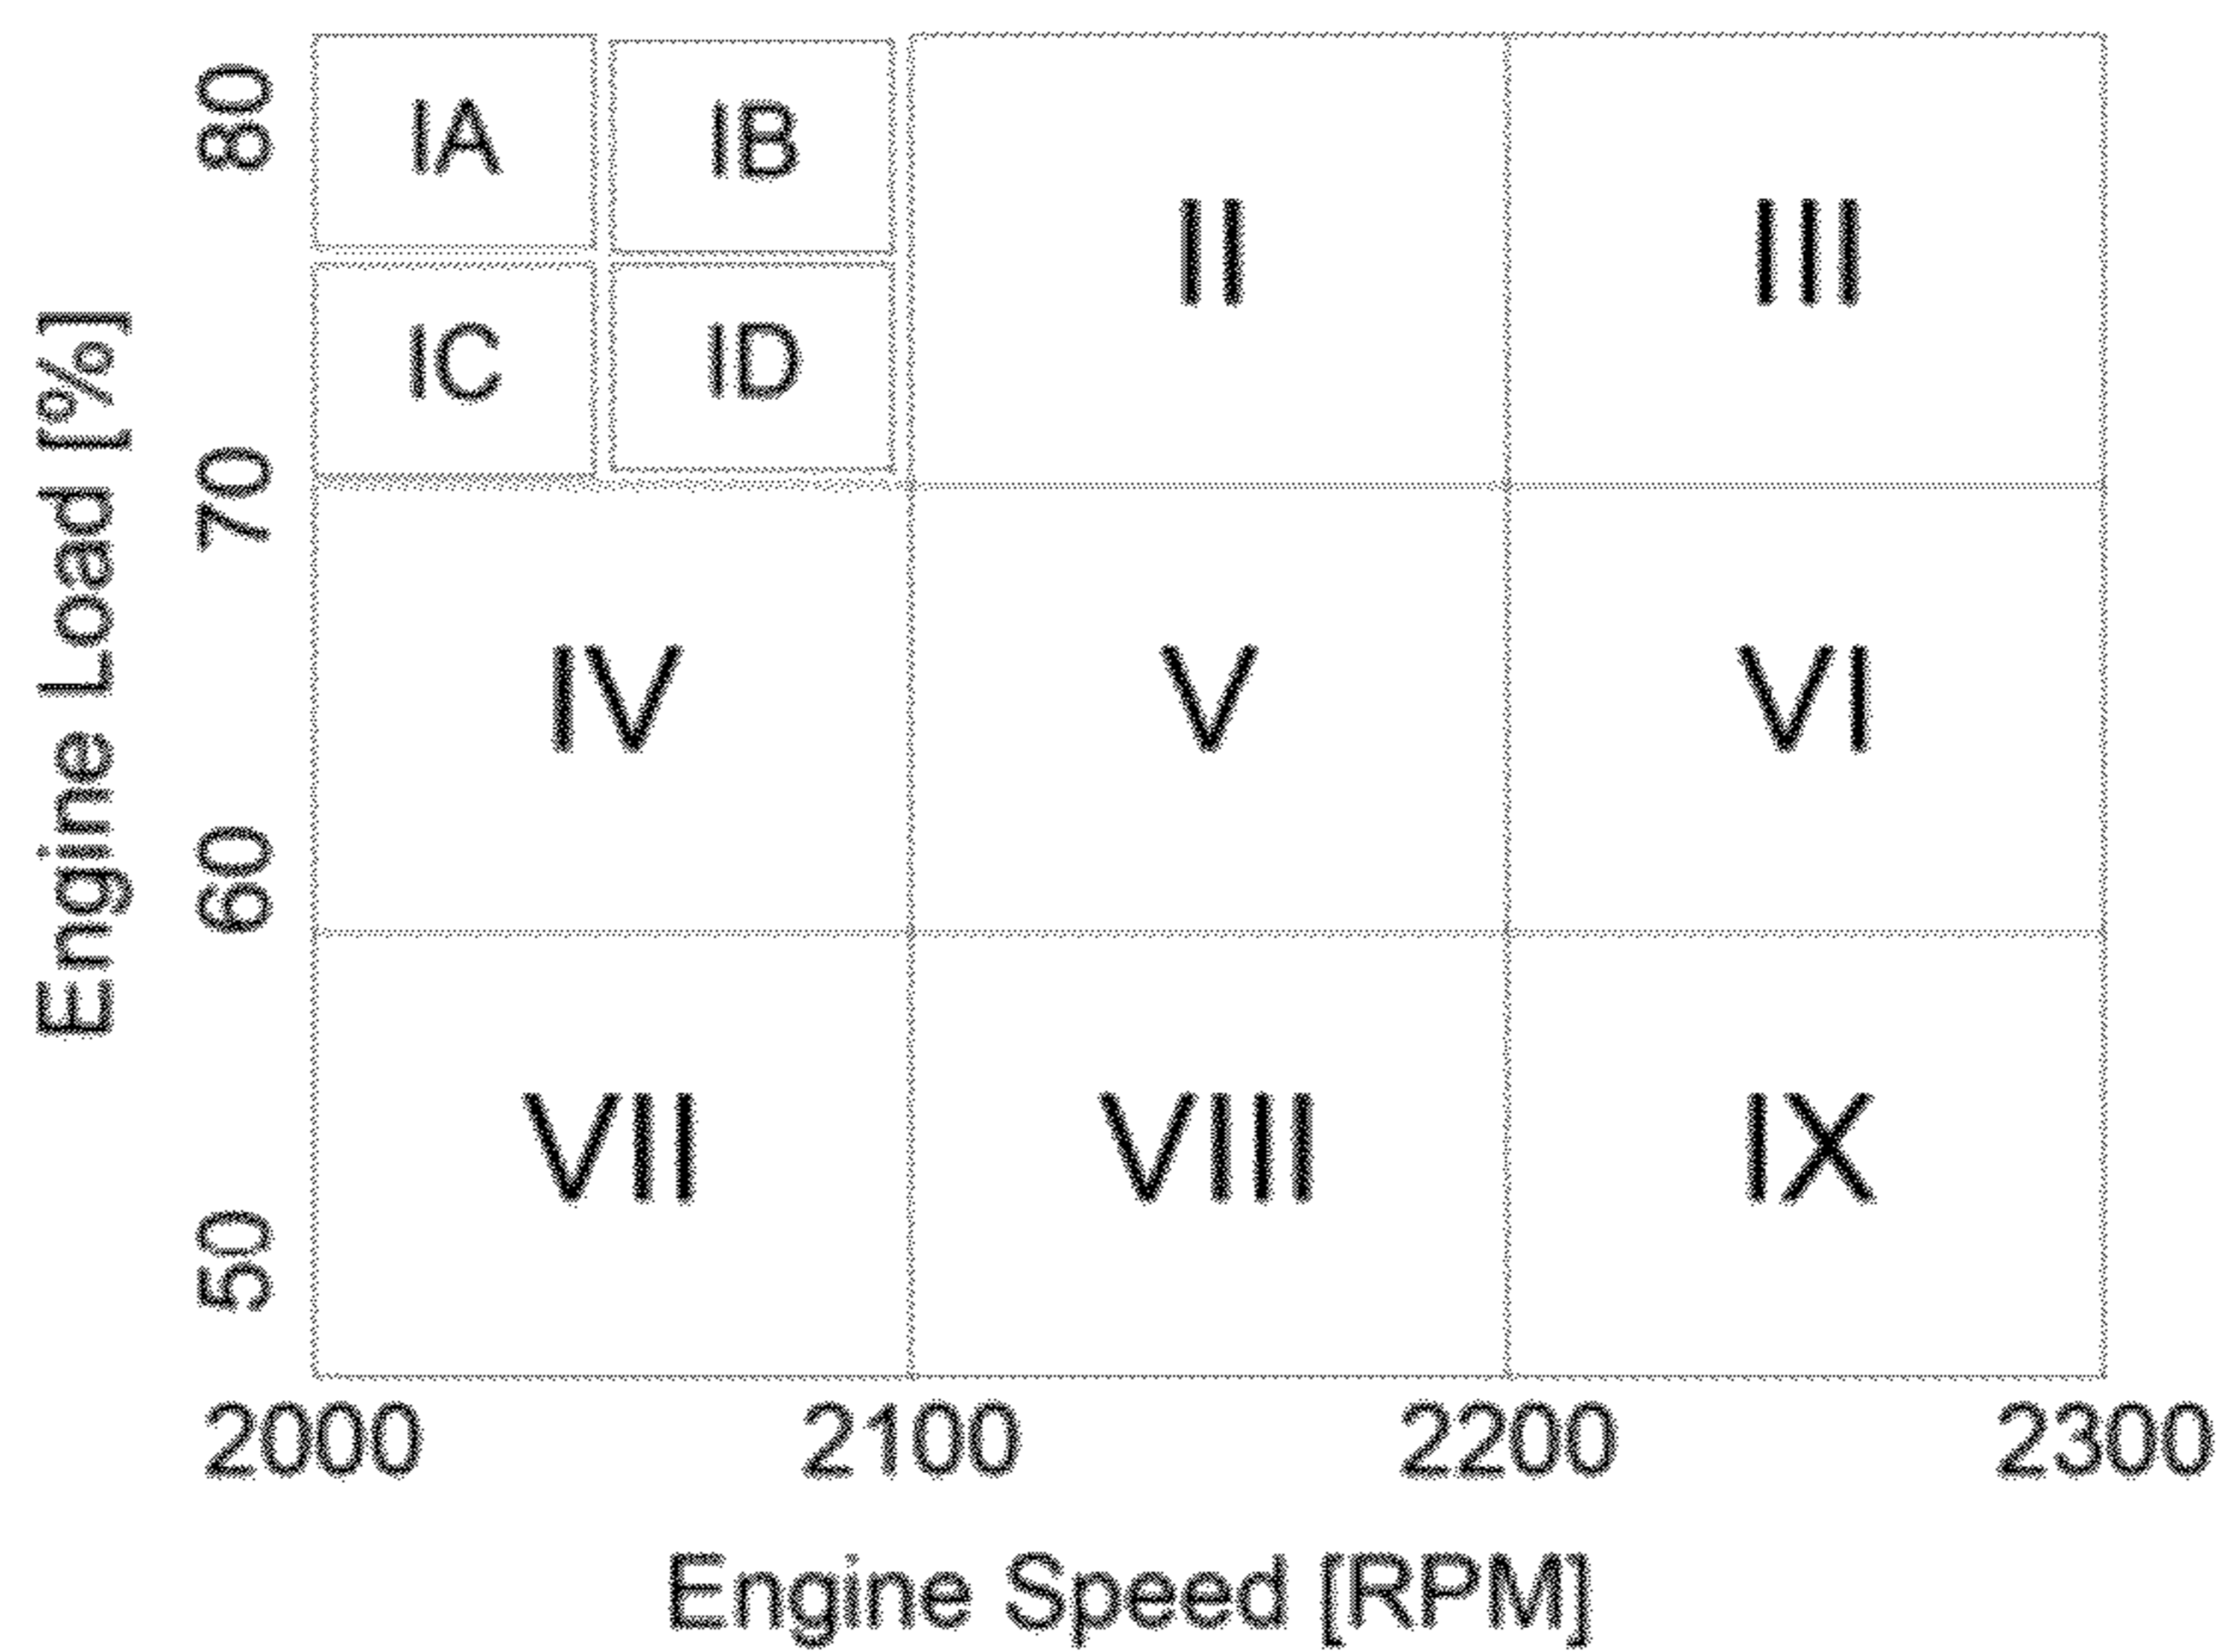 Engine Load [%]
80
70
60
50
IA
IB
II
III
IC
ID
IV
V
VI
VII
VIII
IX
2000
2100
2200
2300
Engine Speed [RPM]